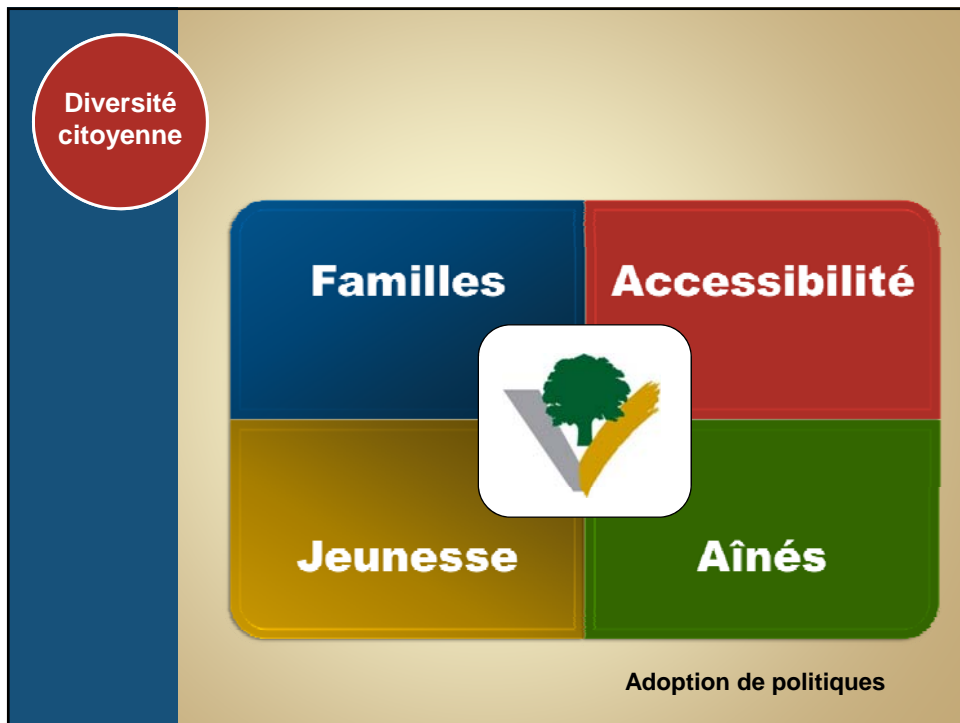 Diversité
citoyenne
Familles
Accessibilité
Jeunesse
Aînés
Adoption de politiques